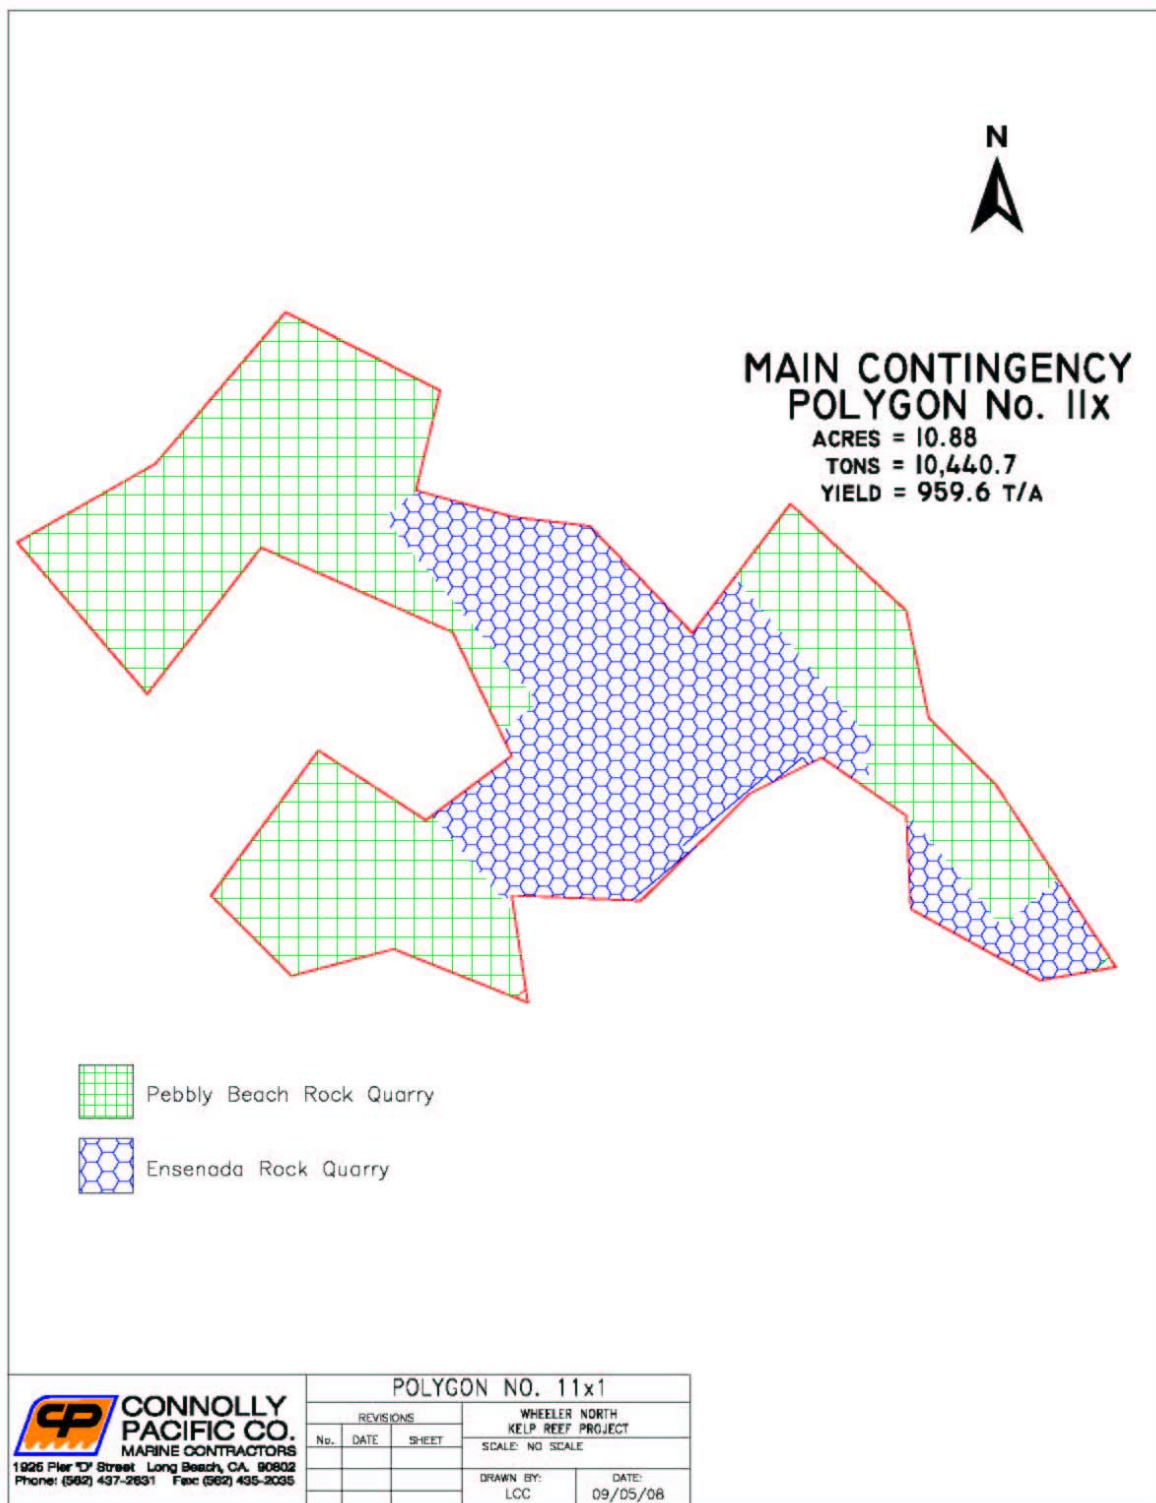 N
MAIN CONTINGENCY
POLYGON No. 11x
ACRES = 10.88
TONS = 10,440.7
YIELD = 959.6 T/A
Pebbly Beach Rock Quarry
Ensenada Rock Quarry
CP
CONNOLLY
PACIFIC CO.
MARINE CONTRACTORS
1925 Pier "D" Street Long Beach, CA. 90802
Phone: (562) 437-2831 Fax: (562) 435-2035
POLYGON NO. 11x1
REVISIONS
No. DATE SHEET
WHEELER NORTH
KELP REEF PROJECT
SCALE: NO SCALE
DRAWN BY:
LCC
DATE:
09/05/08